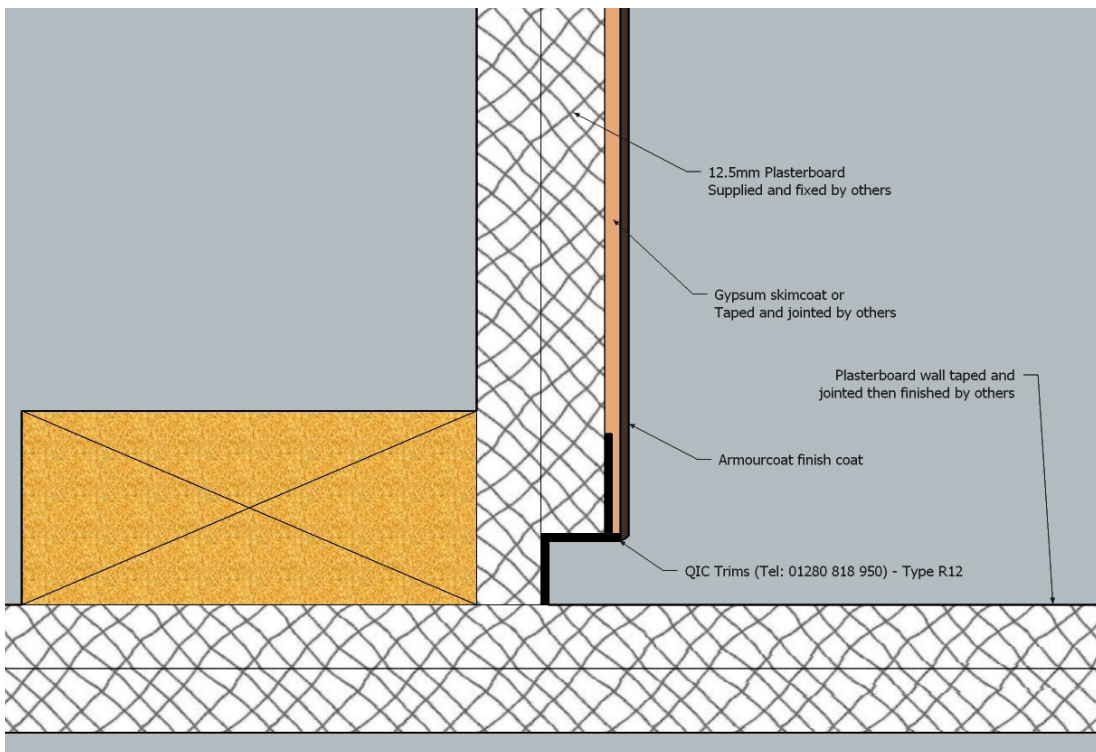 12.5mm Plasterboard
Supplied and fixed by others
Gypsum skimcoat or
Taped and jointed by others
Plasterboard wall taped and
jointed then finished by others
Armourcoat finish coat
QIC Trims (Tel: 01280 818 950) - Type R12